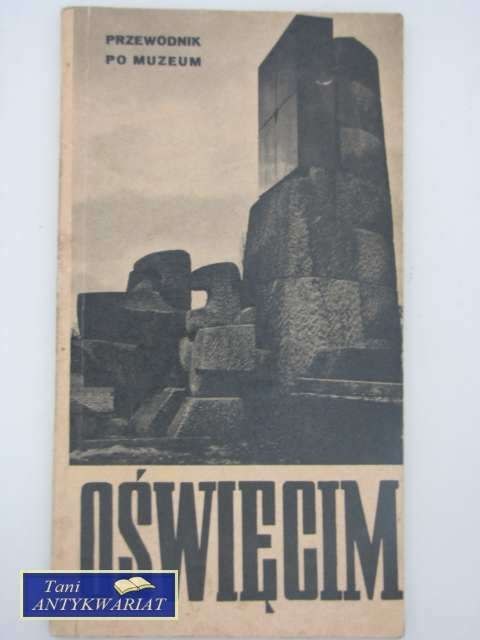 PRZEWODNIK
PO MUZEUM
OŚWIĘCIM
Tani
ANTYKWARIAT